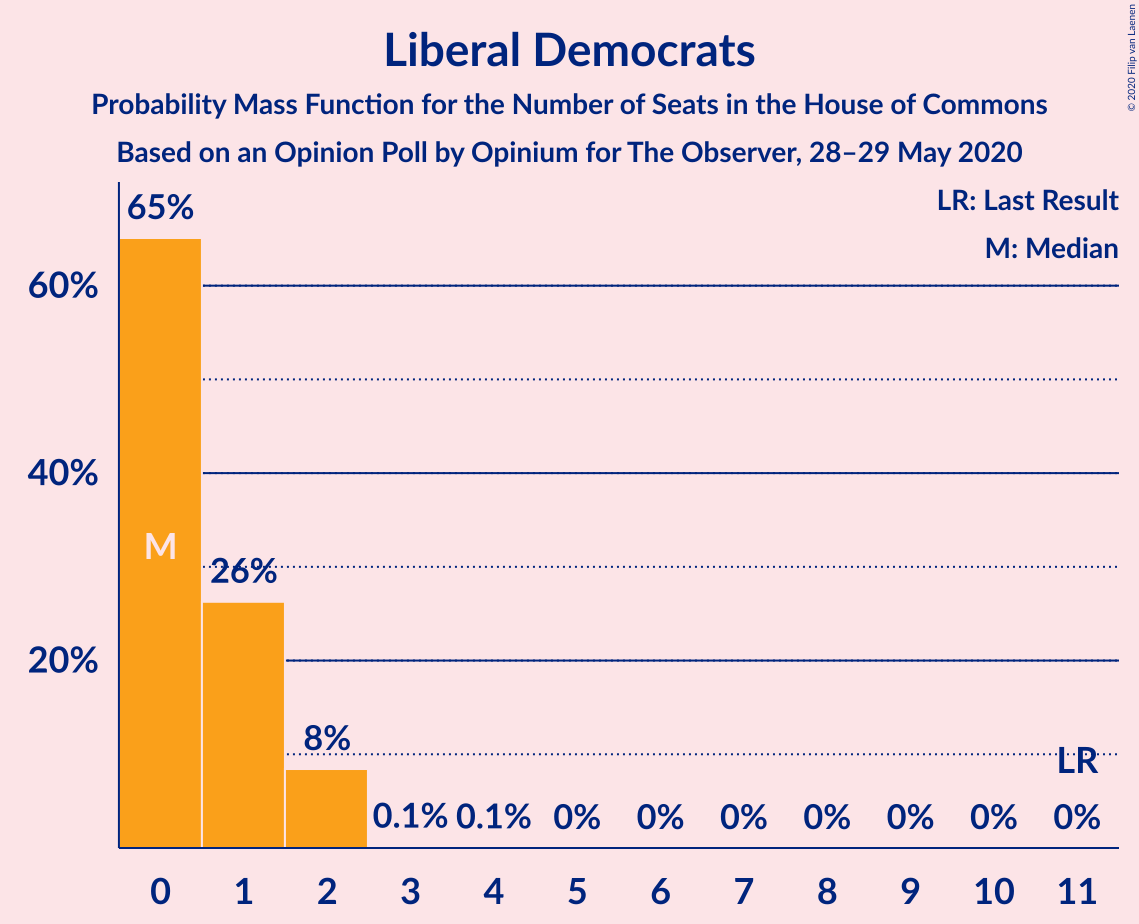 Liberal Democrats
Probability Mass Function for the Number of Seats in the House of Commons
Based on an Opinion Poll by Opinium for The Observer, 28–29 May 2020
© 2020 Filip van Laenen
LR: Last Result
M: Median
65%
60%
40%
M
26%
20%
8%
LR
0.1% 0.1% 0% 0% 0% 0% 0% 0% 0%
0 1 2 3 4 5 6 7 8 9 10 11